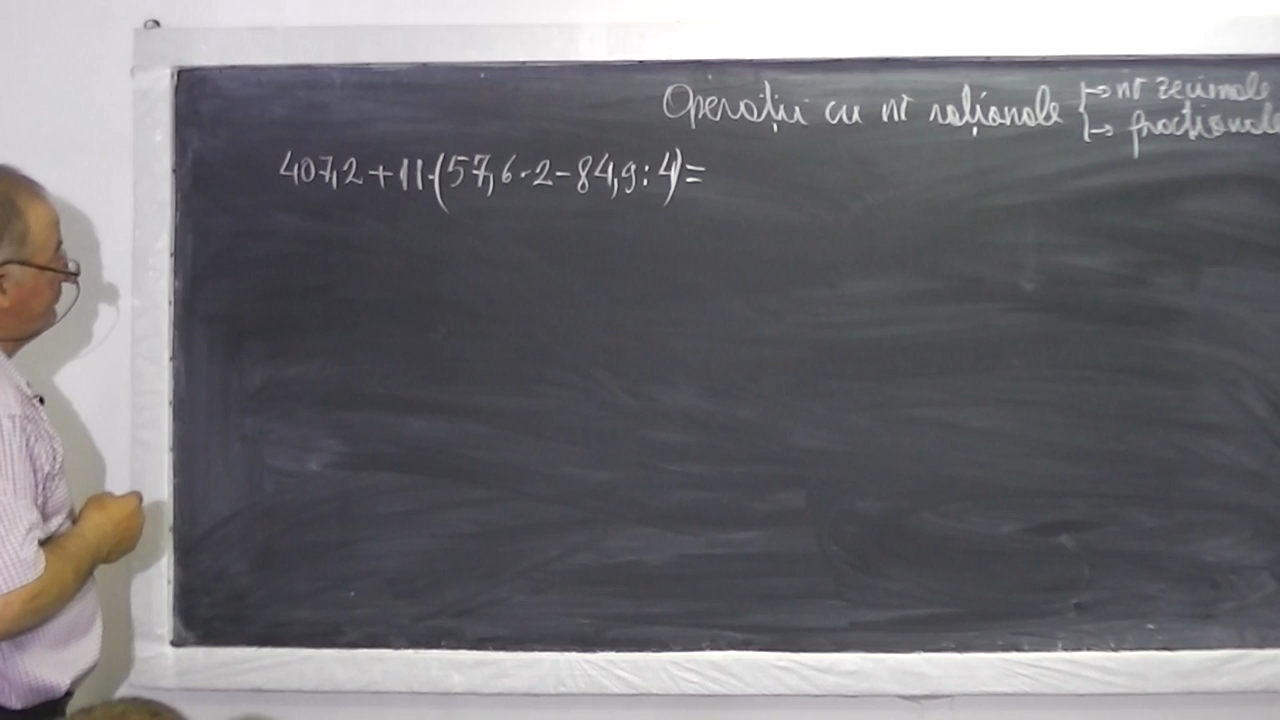 Operații cu nr raționale { → nr zecimale
→ fracționale
407,2 + 11·(57,6·2 - 84,9:4) =